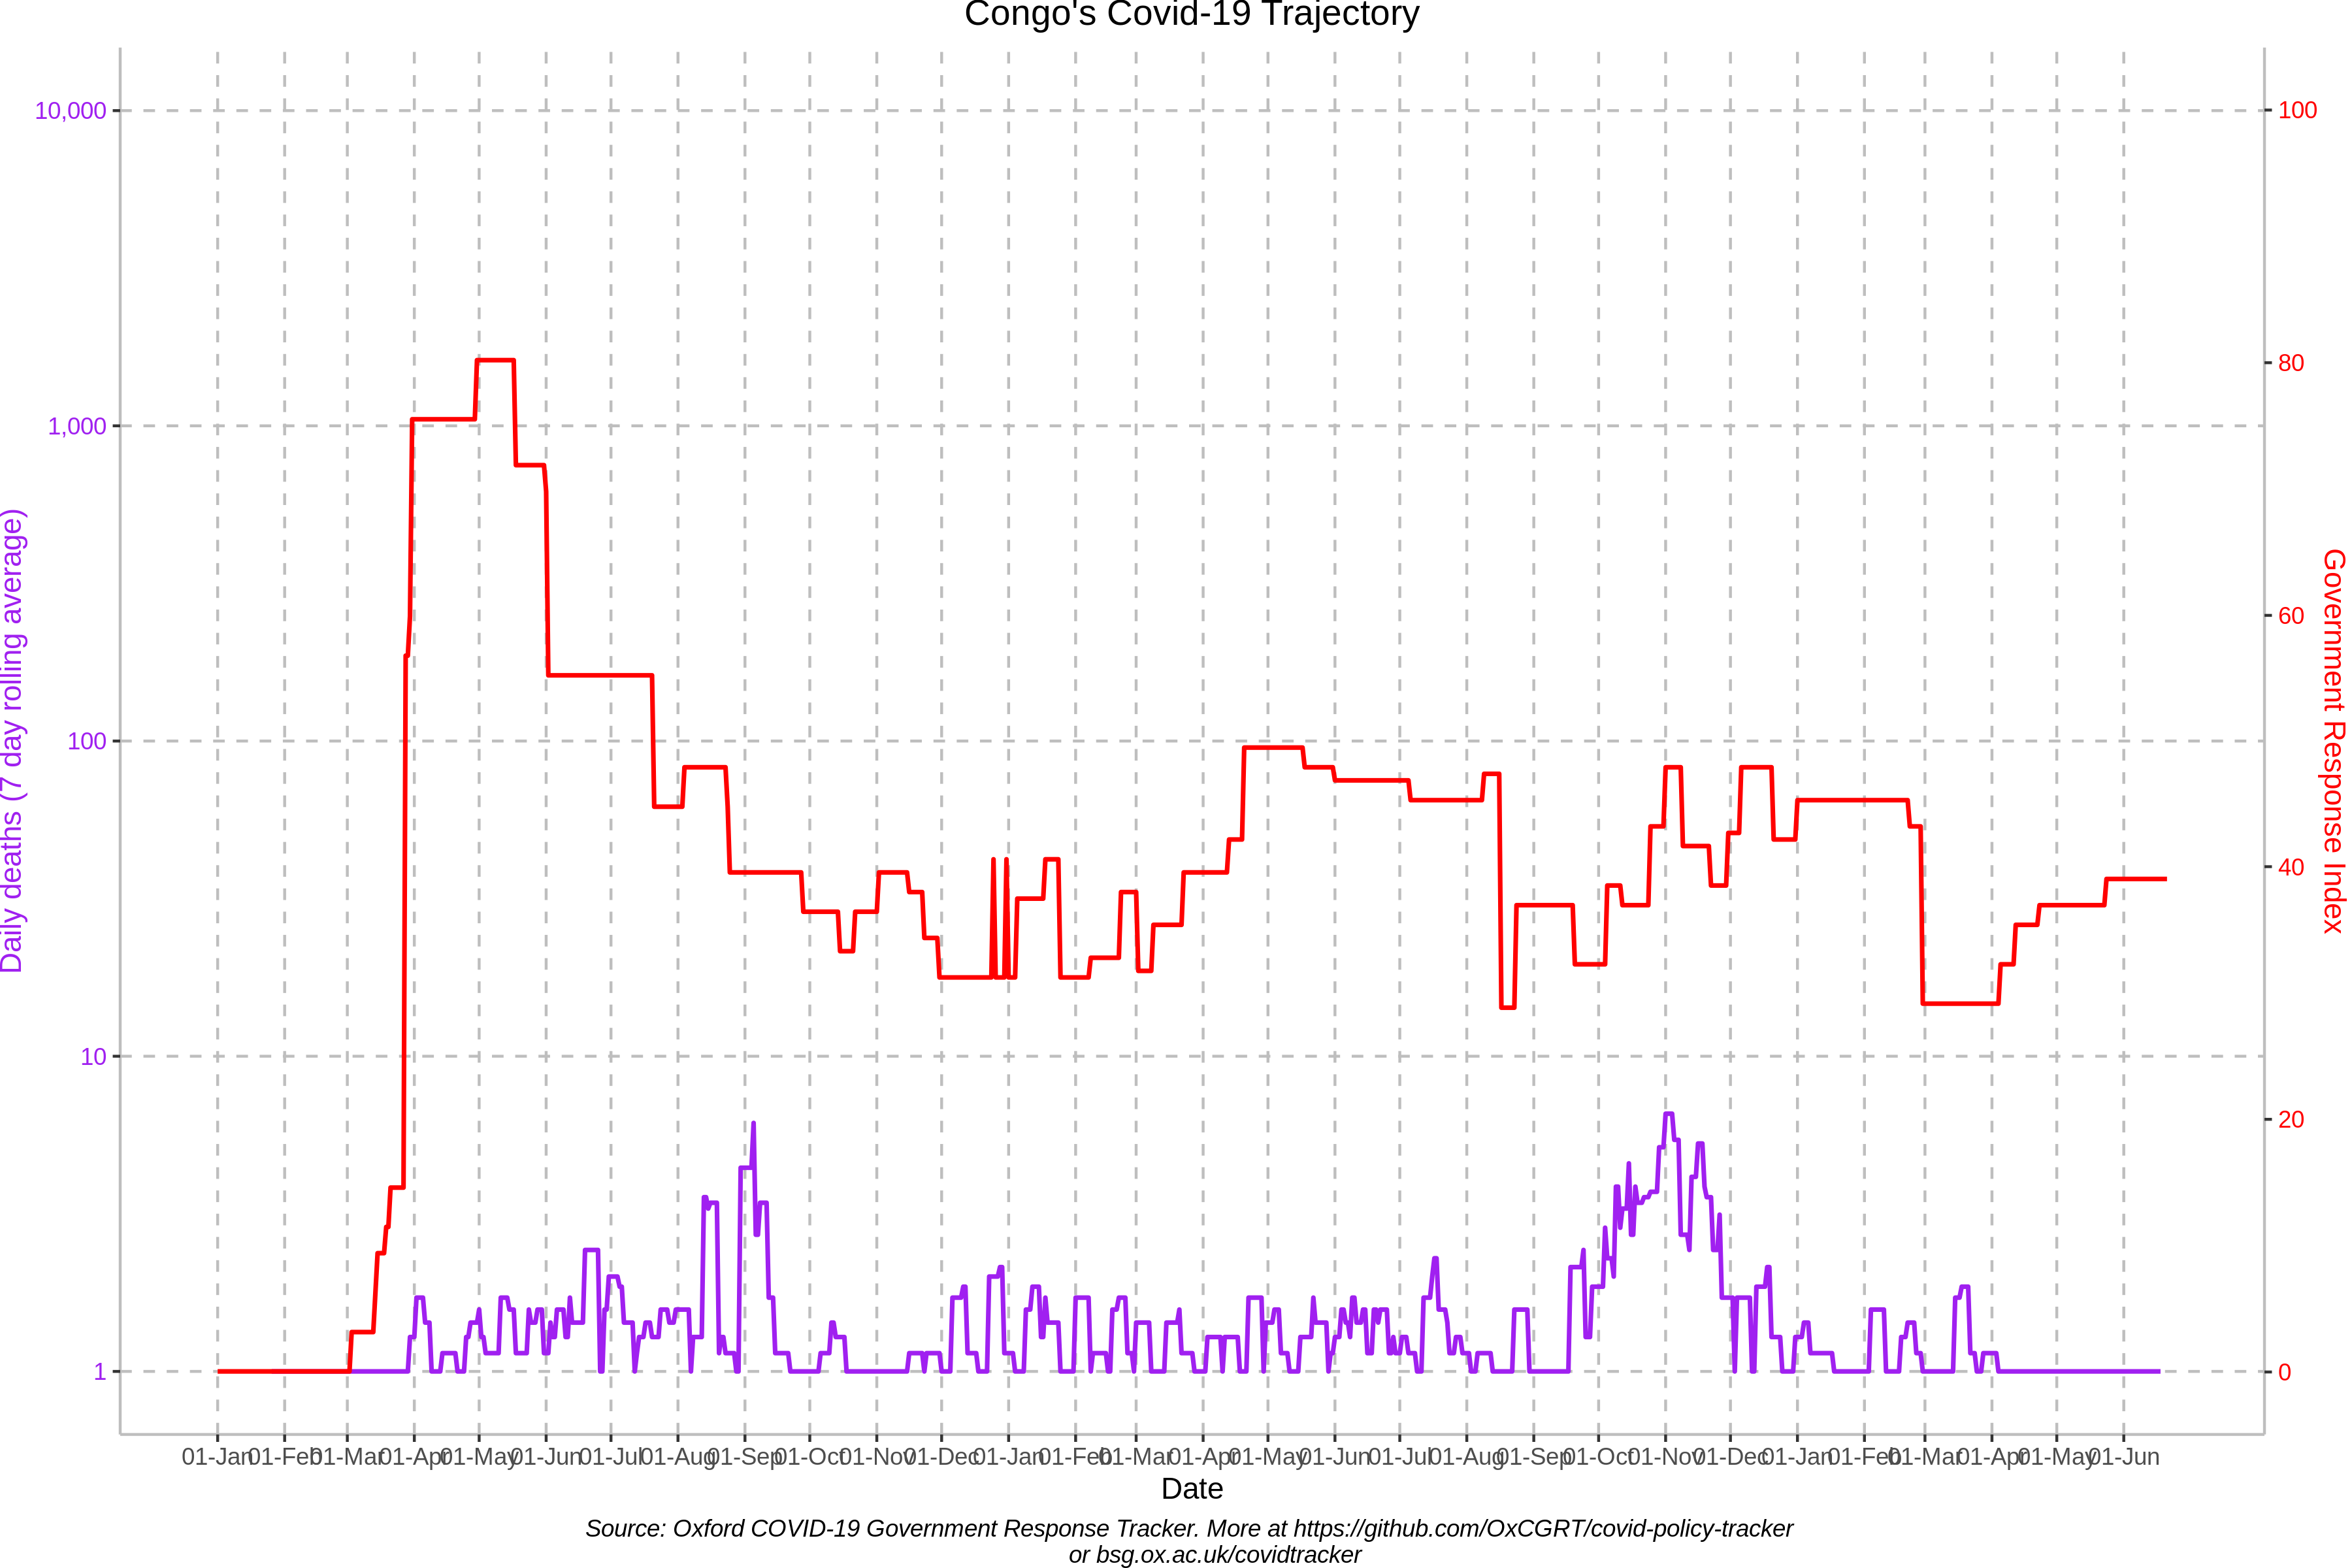 Congo's Covid-19 Trajectory
10,000
1,000
100
10
1
Daily deaths (7 day rolling average)
100
80
60
40
20
0
Government Response Index
01-Jan 01-Feb 01-Mar 01-Apr 01-May 01-Jun 01-Jul 01-Aug 01-Sep 01-Oct 01-Nov 01-Dec 01-Jan 01-Feb 01-Mar 01-Apr 01-May 01-Jun 01-Jul 01-Aug 01-Sep 01-Oct 01-Nov 01-Dec 01-Jan 01-Feb 01-Mar 01-Apr 01-May 01-Jun
Date
Source: Oxford COVID-19 Government Response Tracker. More at https://github.com/OxCGRT/covid-policy-tracker
or bsg.ox.ac.uk/covidtracker